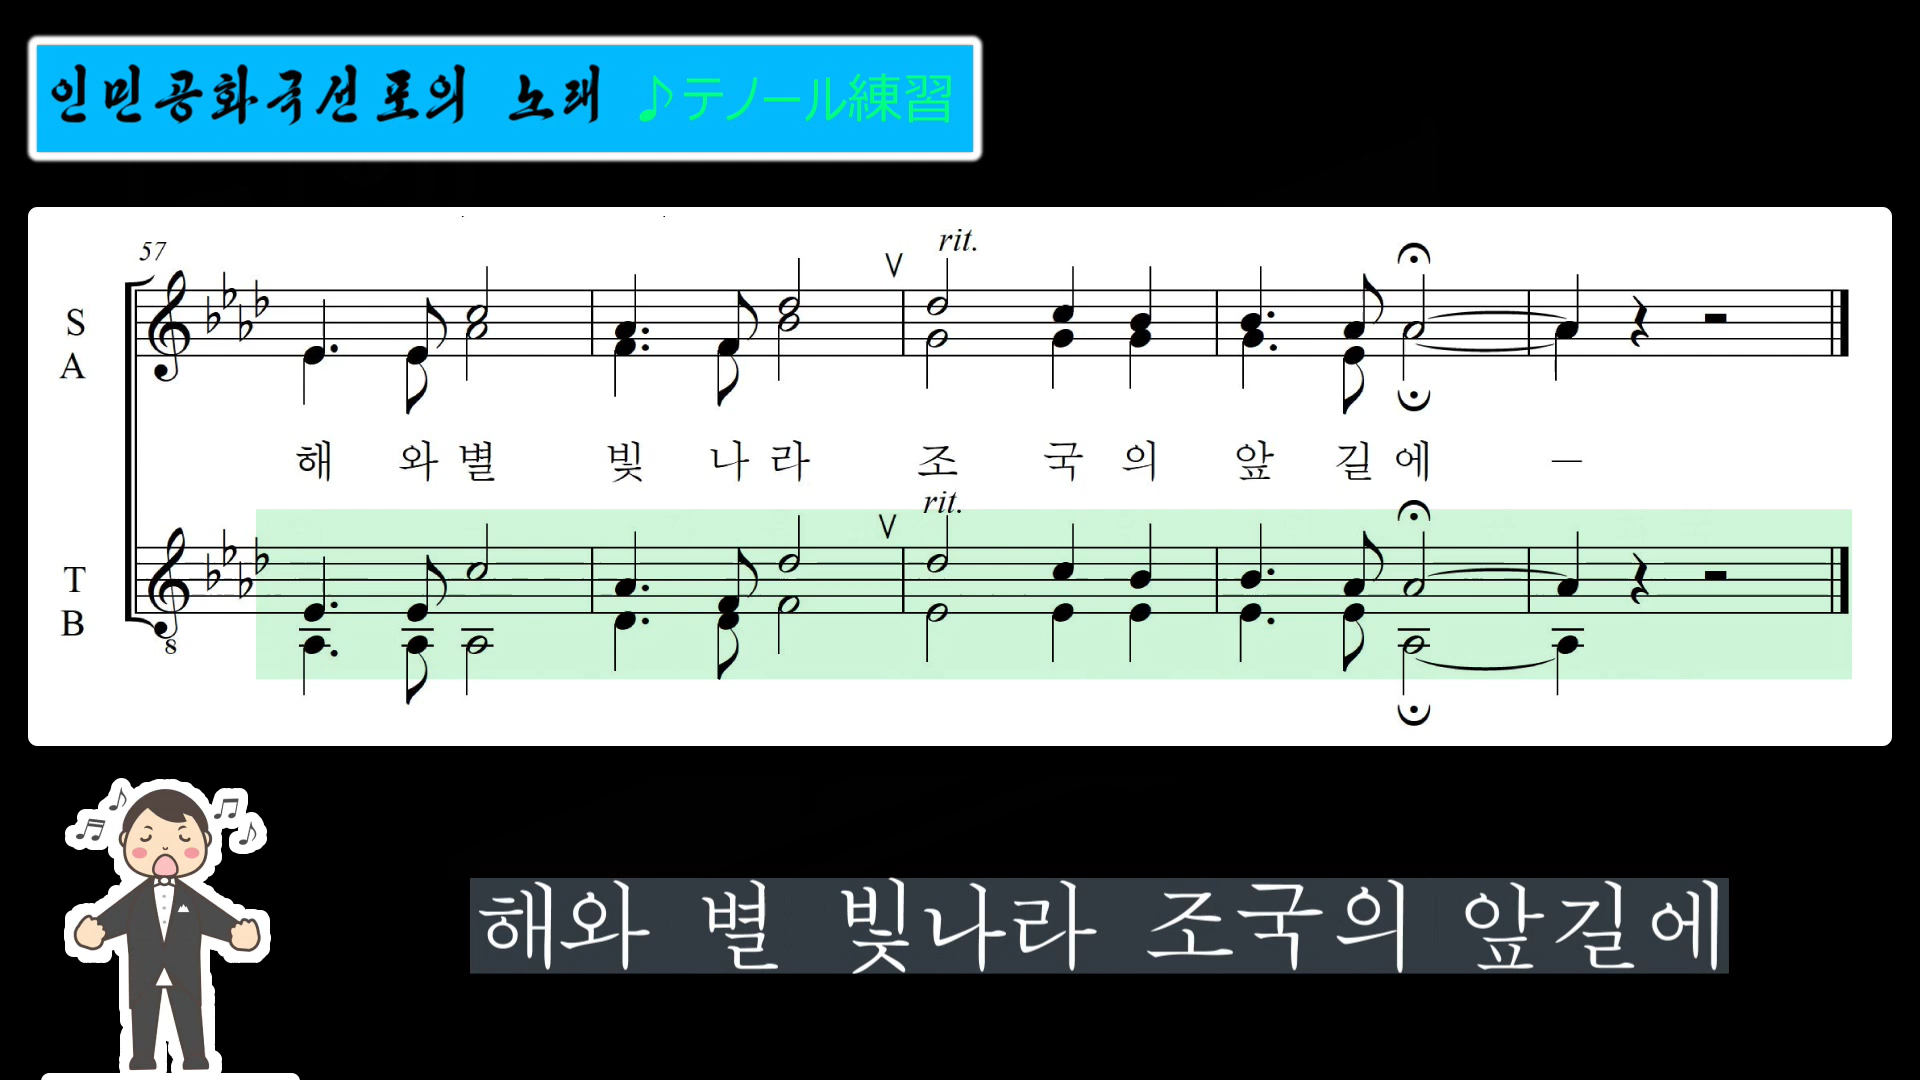 인민공화국선포의 노래 ♪テノール練習
57
rit.
S
A
해 와 별 빛 나 라 조 국 의 앞 길 에 –
rit.
T
B
8
해와 별 빛나라 조국의 앞길에